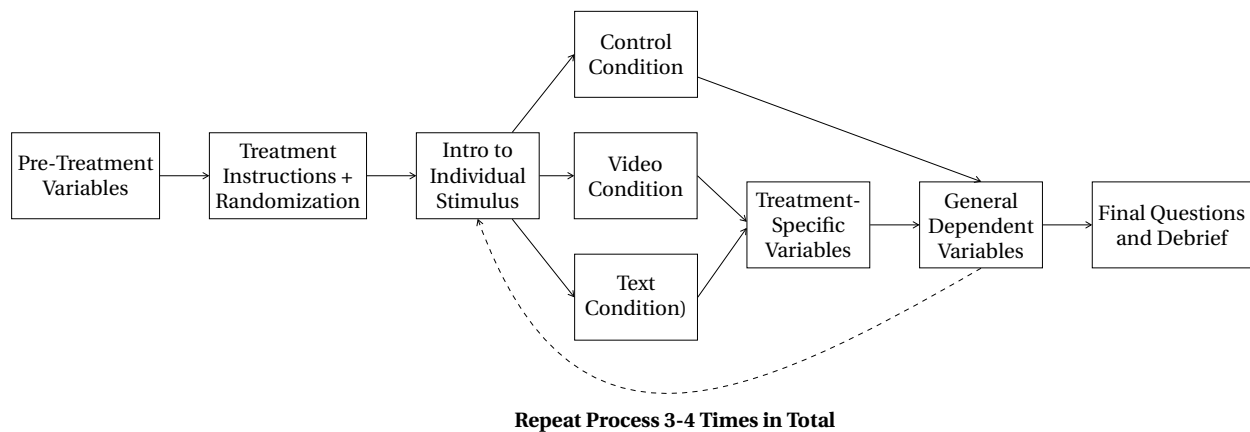 Pre-Treatment
Variables
Treatment
Instructions +
Randomization
Intro to
Individual
Stimulus
Control
Condition
Video
Condition
Text
Condition)
Treatment-
Specific
Variables
General
Dependent
Variables
Final Questions
and Debrief
Repeat Process 3-4 Times in Total